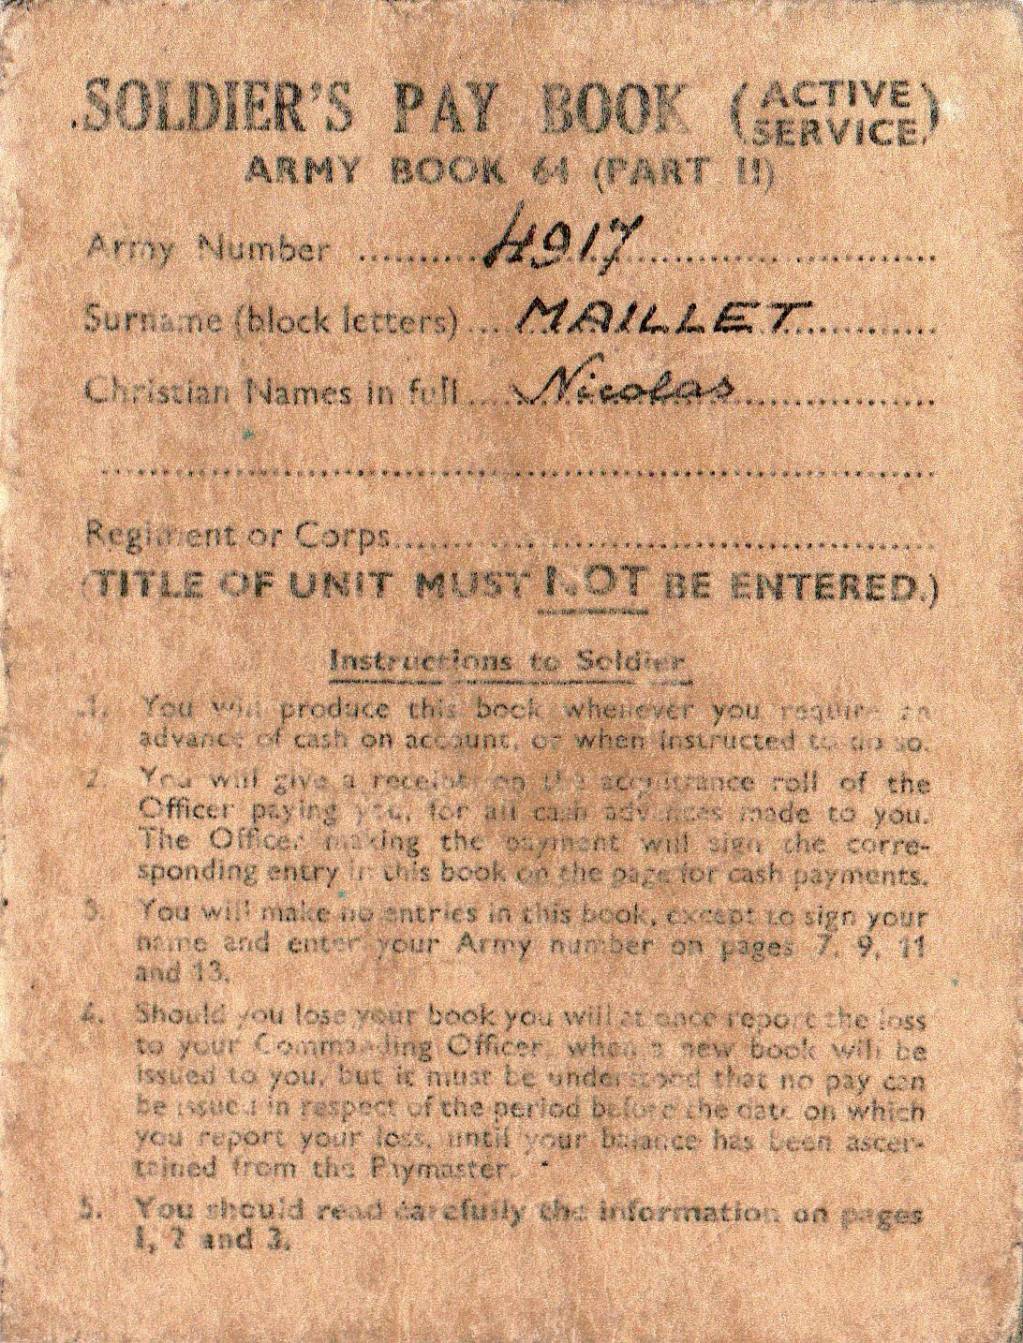 SOLDIER'S PAY BOOK (ACTIVE SERVICE.)
ARMY BOOK 64 (PART II)
Army Number .......... 4917
Surname (block letters) ... MAILLET
Christian Names in full ... Nicolas
Regiment or Corps
(TITLE OF UNIT MUST NOT BE ENTERED.)
Instructions to Soldier
1. You will produce this book whenever you require an
advance of cash on account, or when instructed to do so.
2. You will give a receipt on the acquittance roll of the
Officer paying you, for all cash advances made to you.
The Officer making the payment will sign the corre-
sponding entry in this book on the page for cash payments.
3. You will make no entries in this book, except to sign your
name and enter your Army number on pages 7, 9, 11
and 13.
4. Should you lose your book you will at once report the loss
to your Commanding Officer, when a new book will be
issued to you, but it must be understood that no pay can
be issued in respect of the period before the date on which
you report your loss, until your balance has been ascer-
tained from the Paymaster.
5. You should read carefully the information on pages
1, 2 and 3.